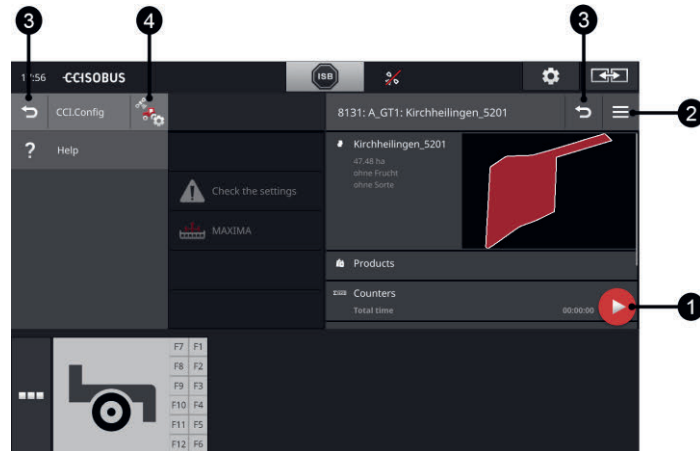 3
4
3
17:56
CCISOBUS
ISB
CCI.Config
8131: A_GT1: Kirchheilingen_5201
2
? Help
Kirchheilingen_5201
47.48 ha
ohne Frucht
ohne Sorte
Check the settings
MAXIMA
Products
Counters
Total time 00:00:00
1
F7 F1
F8 F2
F9 F3
F10 F4
F11 F5
F12 F6